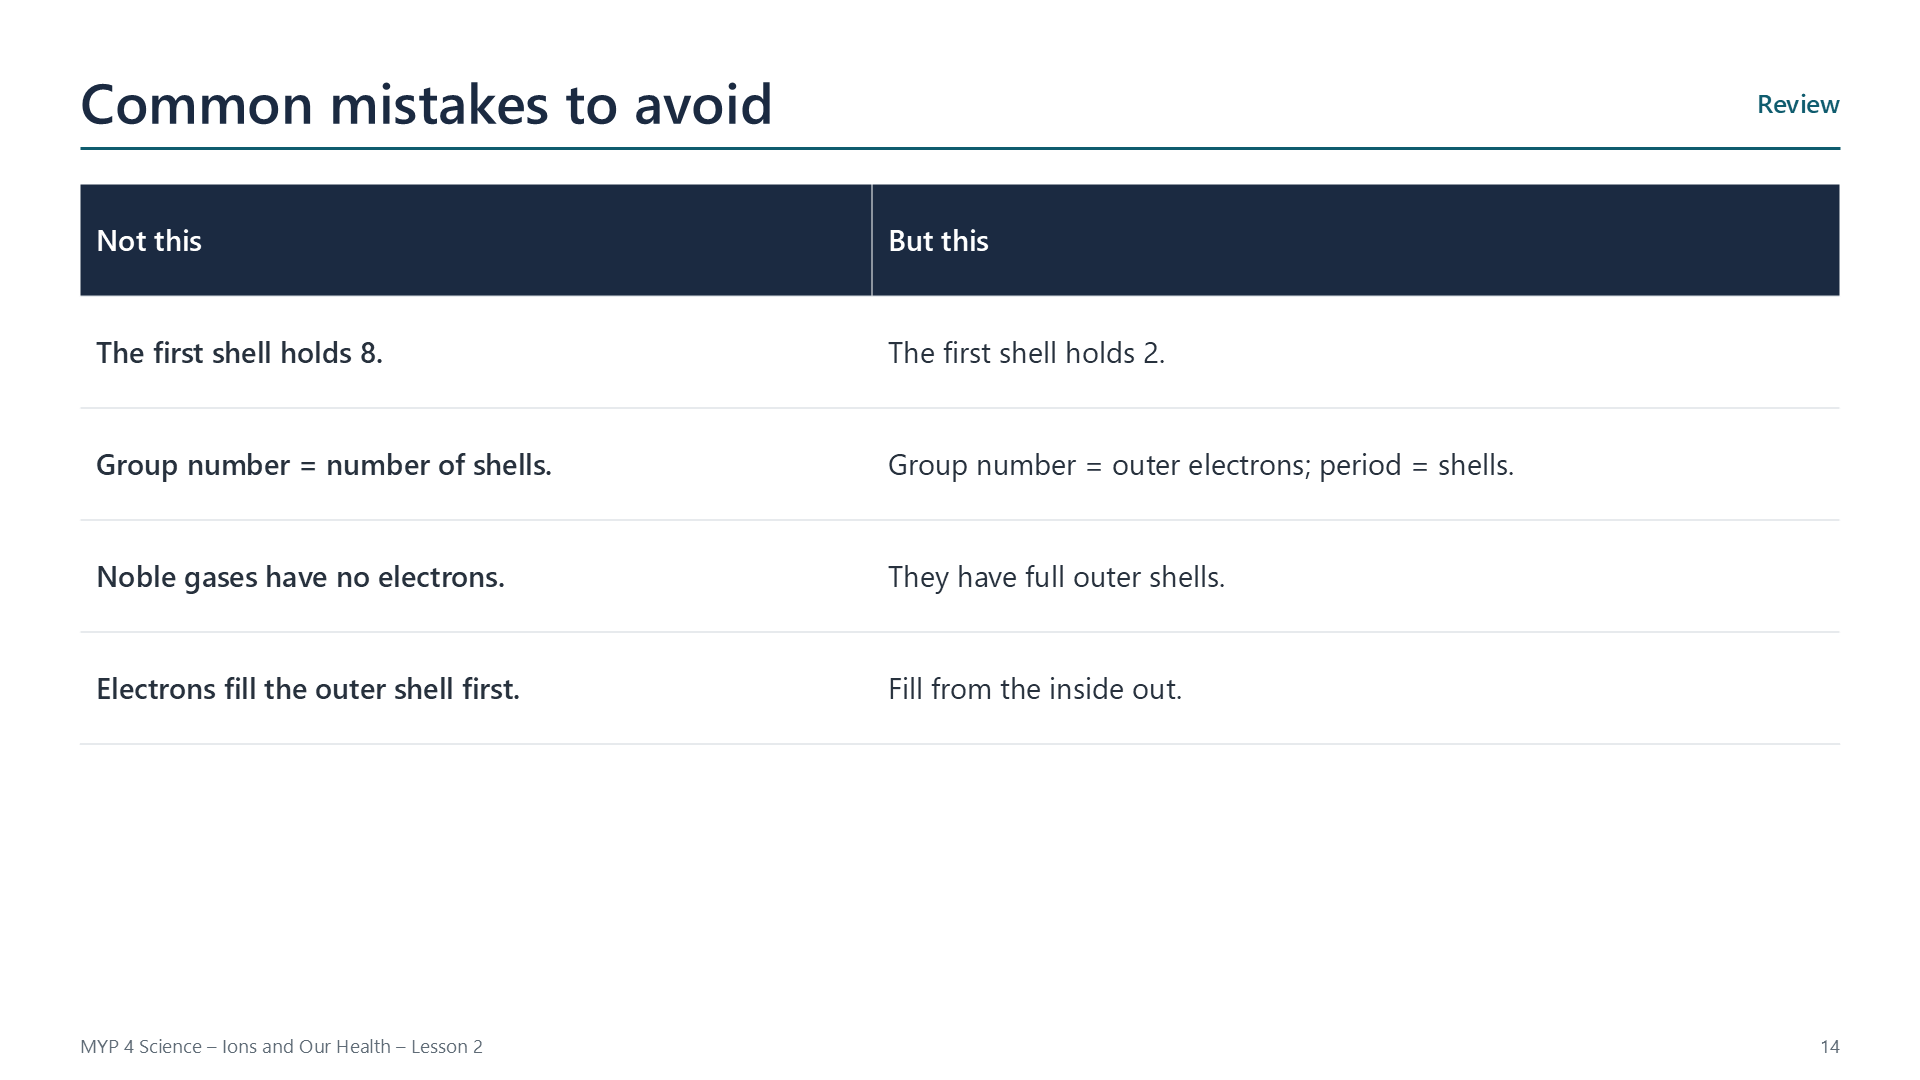 Common mistakes to avoid
Review
Not this
But this
The first shell holds 8.
The first shell holds 2.
Group number = number of shells.
Group number = outer electrons; period = shells.
Noble gases have no electrons.
They have full outer shells.
Electrons fill the outer shell first.
Fill from the inside out.
MYP 4 Science – Ions and Our Health – Lesson 2
14